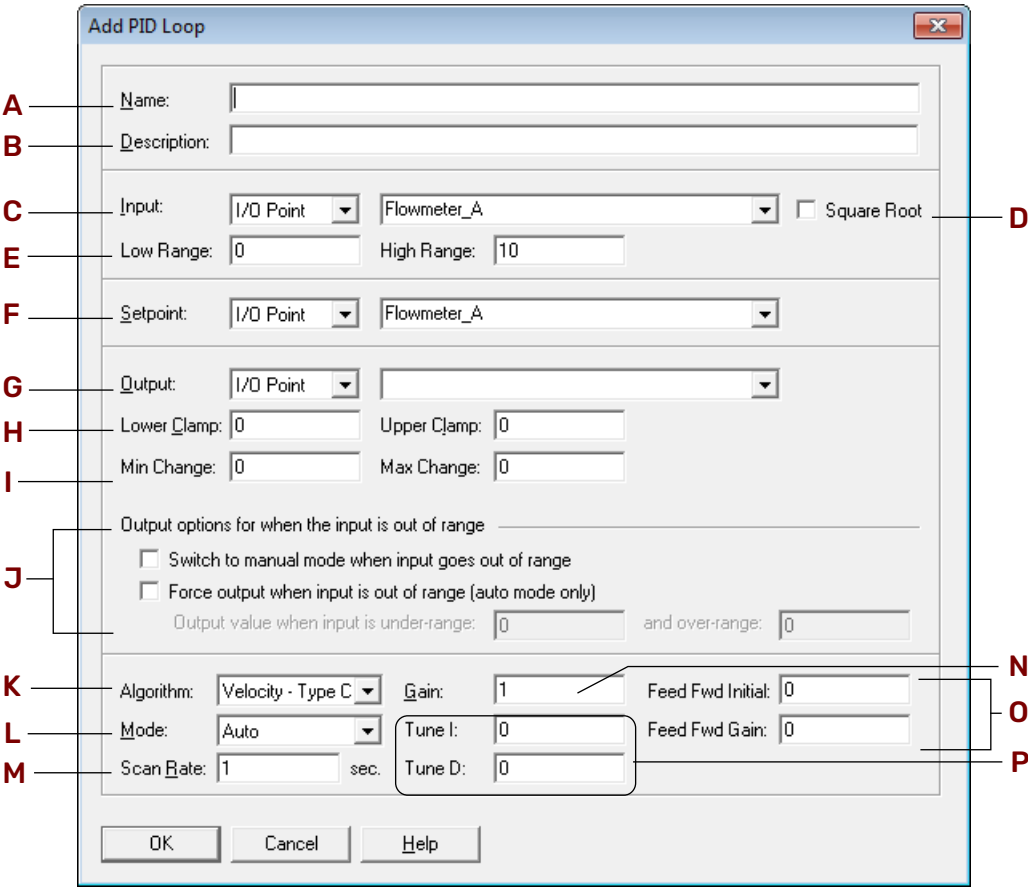 Add PID Loop
A Name:
B Description:
C Input: I/O Point Flowmeter_A Square Root D
E Low Range: 0 High Range: 10
F Setpoint: I/O Point Flowmeter_A
G Output: I/O Point
H Lower Clamp: 0 Upper Clamp: 0
I Min Change: 0 Max Change: 0
Output options for when the input is out of range
J Switch to manual mode when input goes out of range
Force output when input is out of range (auto mode only)
Output value when input is under-range: 0 and over-range: 0
K Algorithm: Velocity - Type C Gain: 1 Feed Fwd Initial: 0 N
L Mode: Auto Tune I: 0 Feed Fwd Gain: 0 O
M Scan Rate: 1 sec. Tune D: 0 P
OK Cancel Help